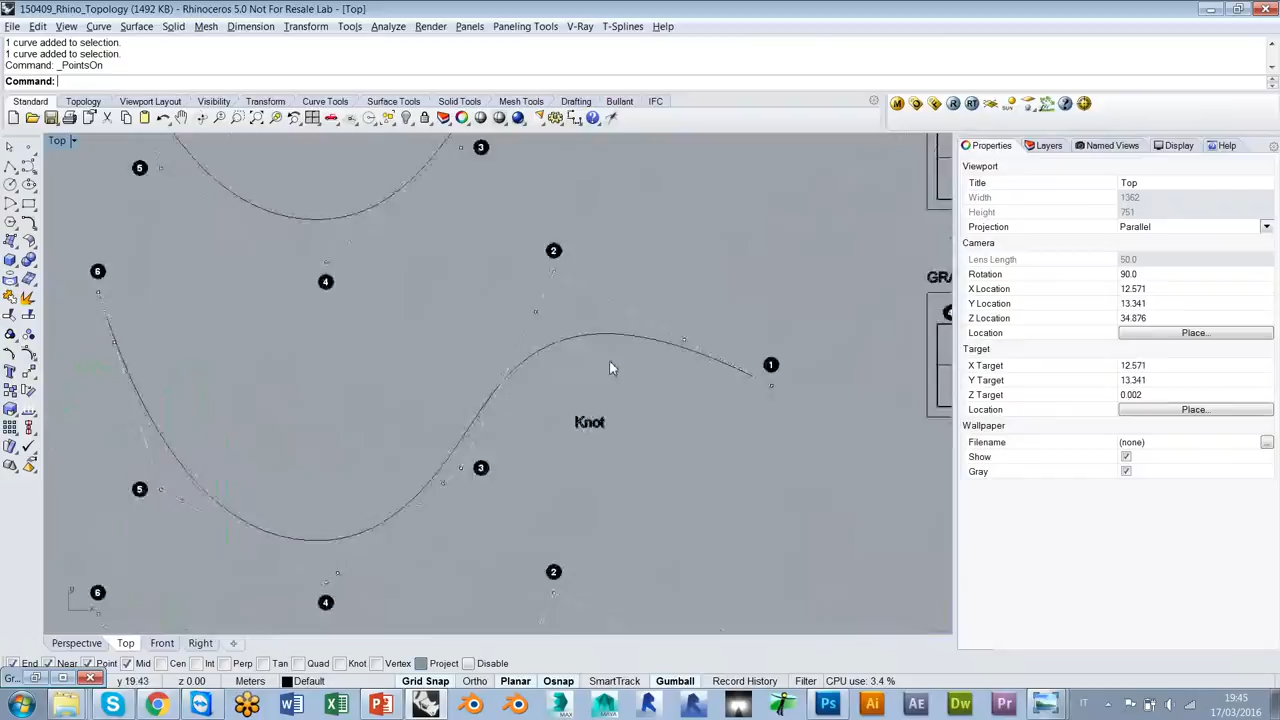 150409_Rhino_Topology (1492 KB) - Rhinoceros 5.0 Not For Resale Lab - [Top]
File Edit View Curve Surface Solid Mesh Dimension Transform Tools Analyze Render Panels Paneling Tools V-Ray T-Splines Help
1 curve added to selection.
1 curve added to selection.
Command: _PointsOn
Command:
Standard Topology Viewport Layout Visibility Transform Curve Tools Surface Tools Solid Tools Mesh Tools Drafting Bullant IFC
Top
Properties Layers Named Views Display Help
Viewport
Title Top
Width 1362
Height 751
Projection Parallel
Camera
Lens Length 50.0
Rotation 90.0
X Location 12.571
Y Location 13.341
Z Location 34.876
Location Place...
Target
X Target 12.571
Y Target 13.341
Z Target 0.002
Location Place...
Wallpaper
Filename (none) ...
Show
Gray
3
5
2
6
4
GRA
1
Knot
3
5
2
6
4
y
x
Perspective Top Front Right
End Near Point Mid Cen Int Perp Tan Quad Knot Vertex Project Disable
Gr... y 19.43 z 0.00 Meters Default Grid Snap Ortho Planar Osnap SmartTrack Gumball Record History Filter CPU use: 3.4 %
IT 19:45
17/03/2016